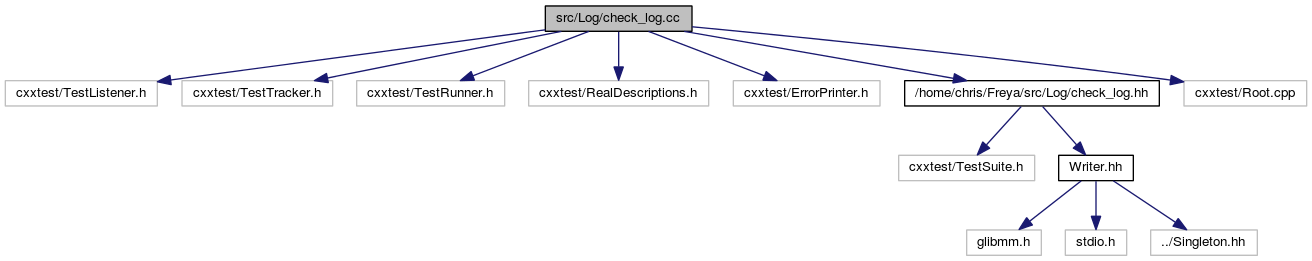 src/Log/check_log.cc
cxxtest/TestListener.h
cxxtest/TestTracker.h
cxxtest/TestRunner.h
cxxtest/RealDescriptions.h
cxxtest/ErrorPrinter.h
/home/chris/Freya/src/Log/check_log.hh
cxxtest/Root.cpp
cxxtest/TestSuite.h
Writer.hh
glibmm.h
stdio.h
../Singleton.hh